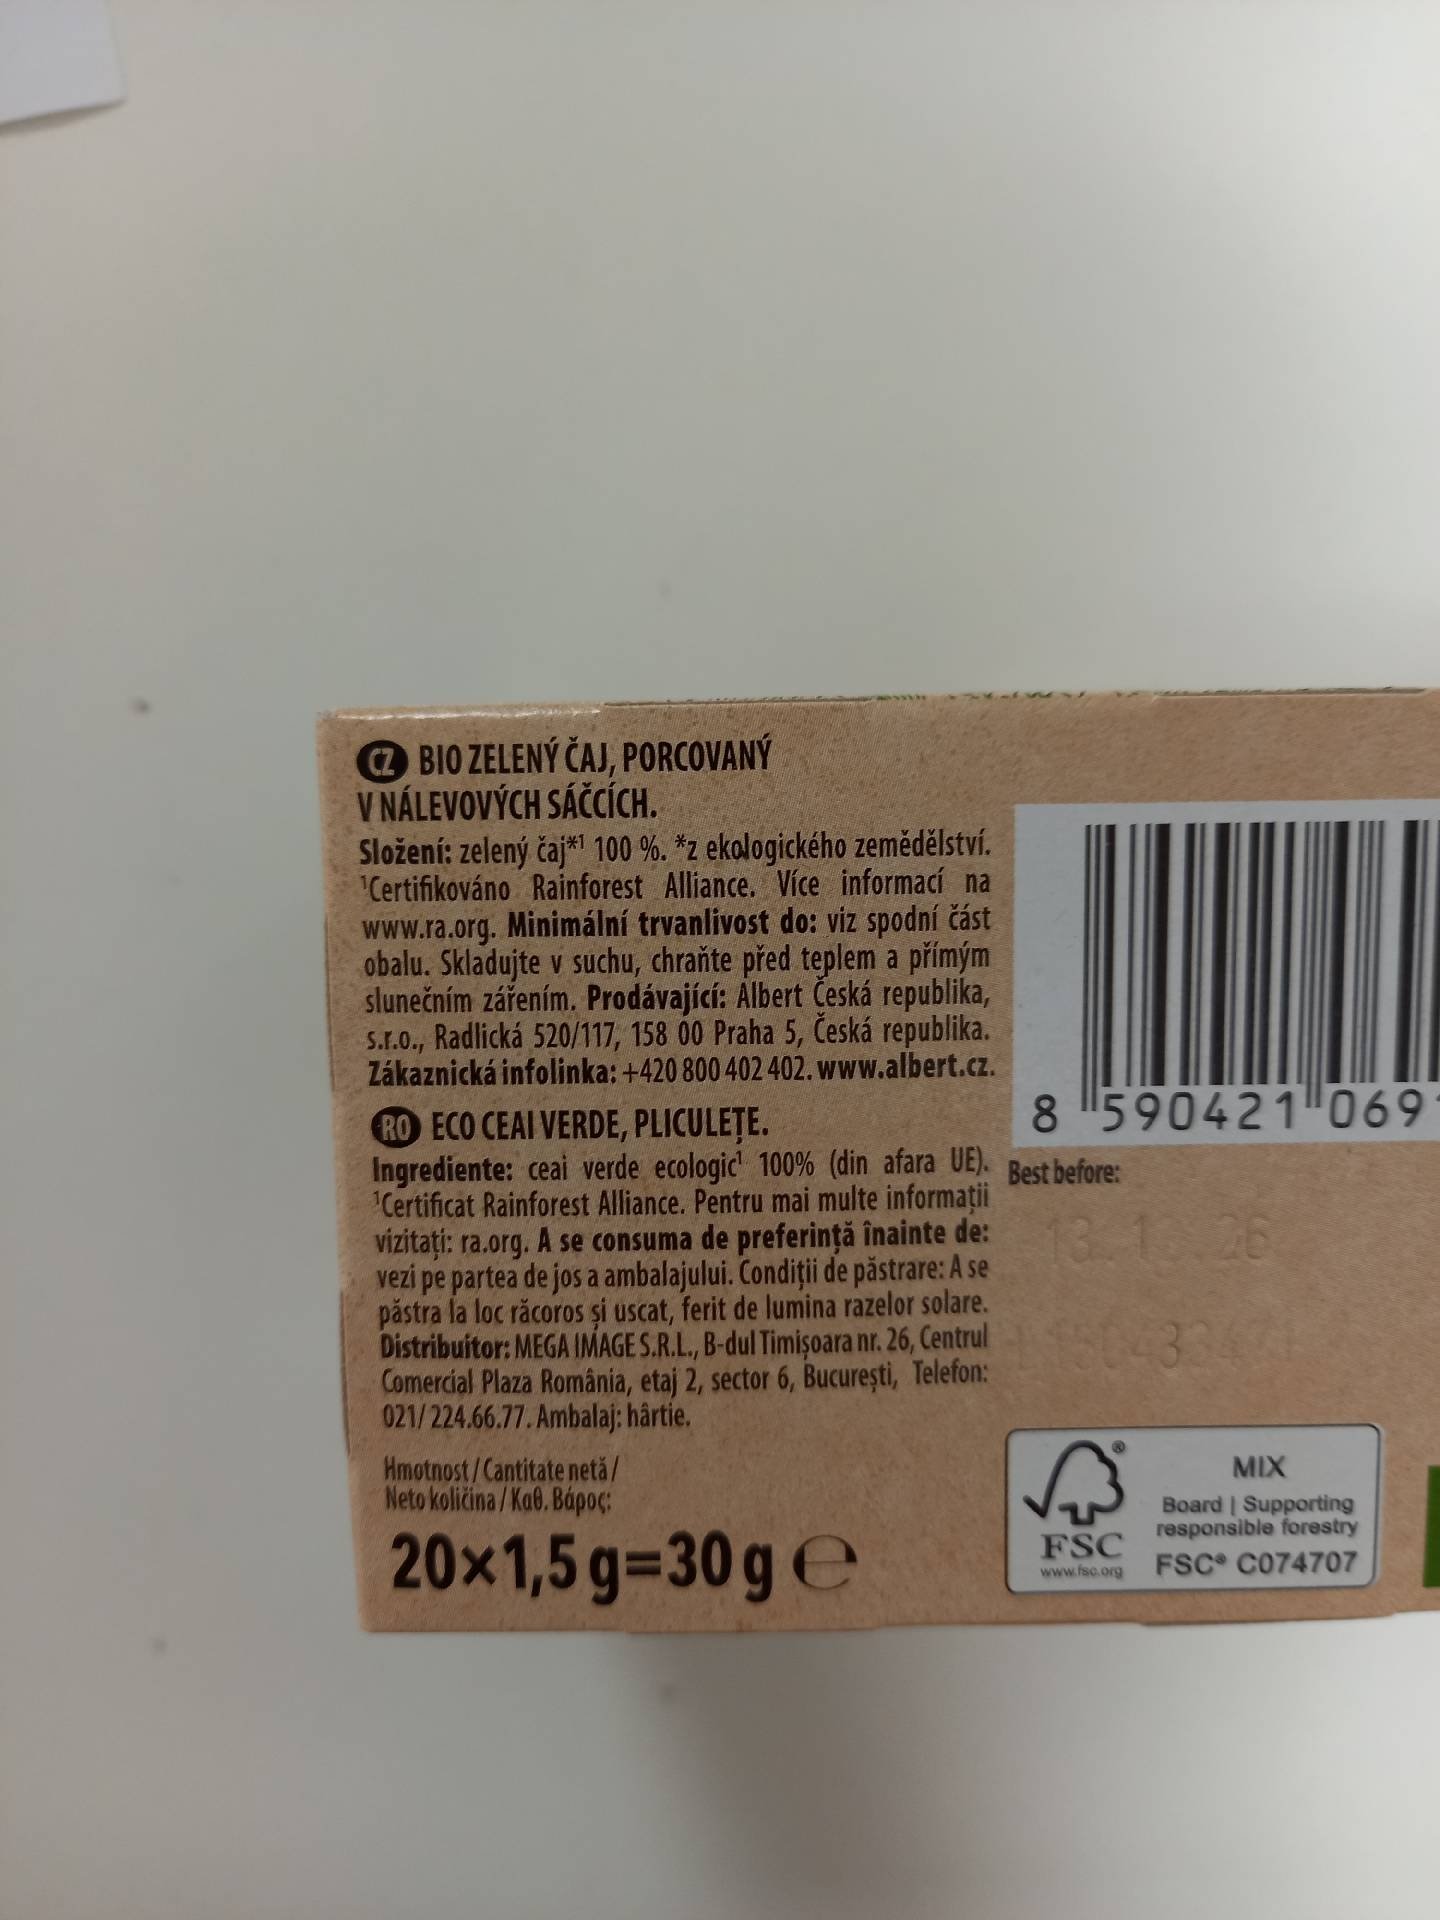 CZ BIO ZELENÝ ČAJ, PORCOVANÝ
V NÁLEVOVÝCH SÁČCÍCH.
Složení: zelený čaj*¹ 100 %. *z ekologického zemědělství.
¹Certifikováno Rainforest Alliance. Více informací na
www.ra.org. Minimální trvanlivost do: viz spodní část
obalu. Skladujte v suchu, chraňte před teplem a přímým
slunečním zářením. Prodávající: Albert Česká republika,
s.r.o., Radlická 520/117, 158 00 Praha 5, Česká republika.
Zákaznická infolinka: +420 800 402 402. www.albert.cz.
RO ECO CEAI VERDE, PLICULEȚE.
Ingrediente: ceai verde ecologic¹ 100% (din afara UE).
¹Certificat Rainforest Alliance. Pentru mai multe informații
vizitați: ra.org. A se consuma de preferință înainte de:
vezi pe partea de jos a ambalajului. Condiții de păstrare: A se
păstra la loc răcoros și uscat, ferit de lumina razelor solare.
Distribuitor: MEGA IMAGE S.R.L., B-dul Timișoara nr. 26, Centrul
Comercial Plaza România, etaj 2, sector 6, București, Telefon:
021/ 224.66.77. Ambalaj: hârtie.
Hmotnost / Cantitate netă /
Neto količina / Καθ. Βάρος:
20×1,5 g=30 g ℮
8 590421 069
Best before:
FSC
www.fsc.org
MIX
Board | Supporting
responsible forestry
FSC® C074707